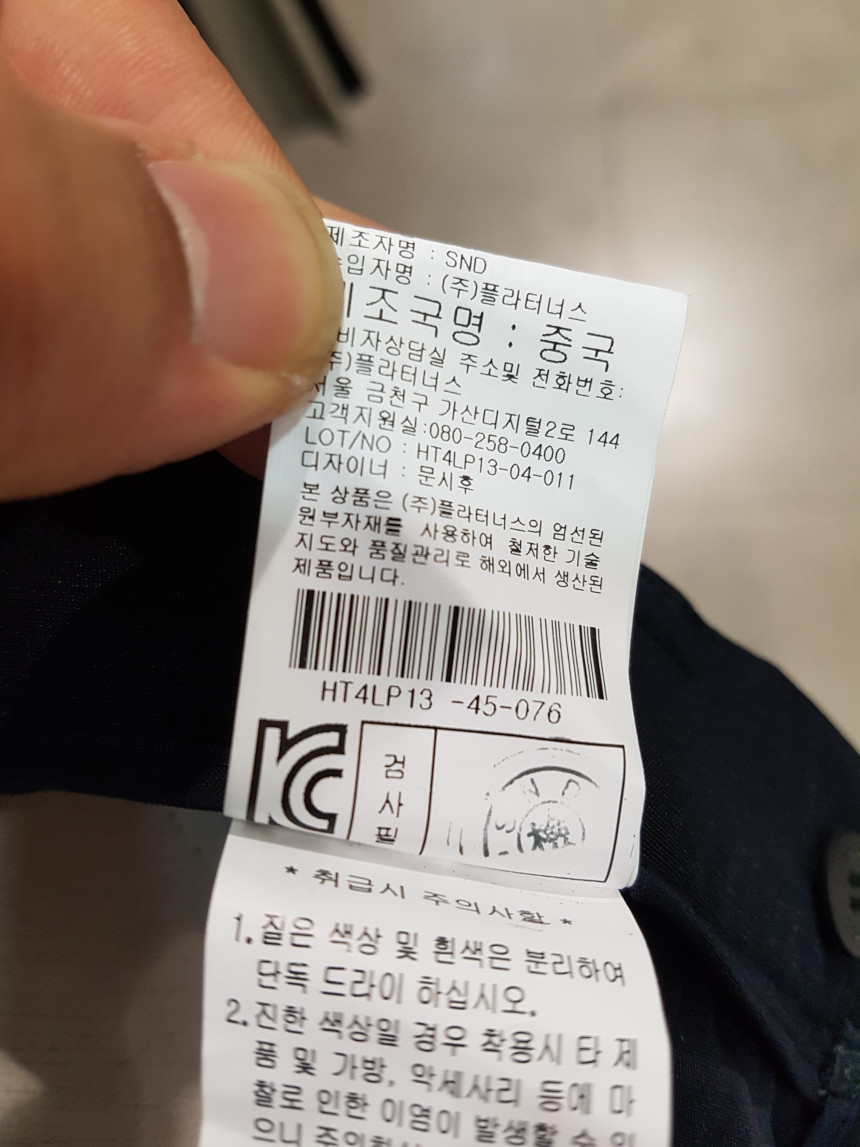 제조자명 : SND
입자명 : (주)플라터너스
조국명 : 중국
비자상담실 주소및 전화번호:
주)플라터너스
서울 금천구 가산디지털2로 144
고객지원실:080-258-0400
LOT/NO : HT4LP13-04-011
디자이너 : 문시후
본 상품은 (주)플라터너스의 엄선된
원부자재를 사용하여 철저한 기술
지도와 품질관리로 해외에서 생산된
제품입니다.
HT4LP13 -45-076
KC
검
사
필
* 취급시 주의사항 *
1. 짙은 색상 및 흰색은 분리하여
단독 드라이 하십시오.
2. 진한 색상일 경우 착용시 타 제
품 및 가방, 악세사리 등에 마
찰로 인한 이염이 발생할 수 있
으니